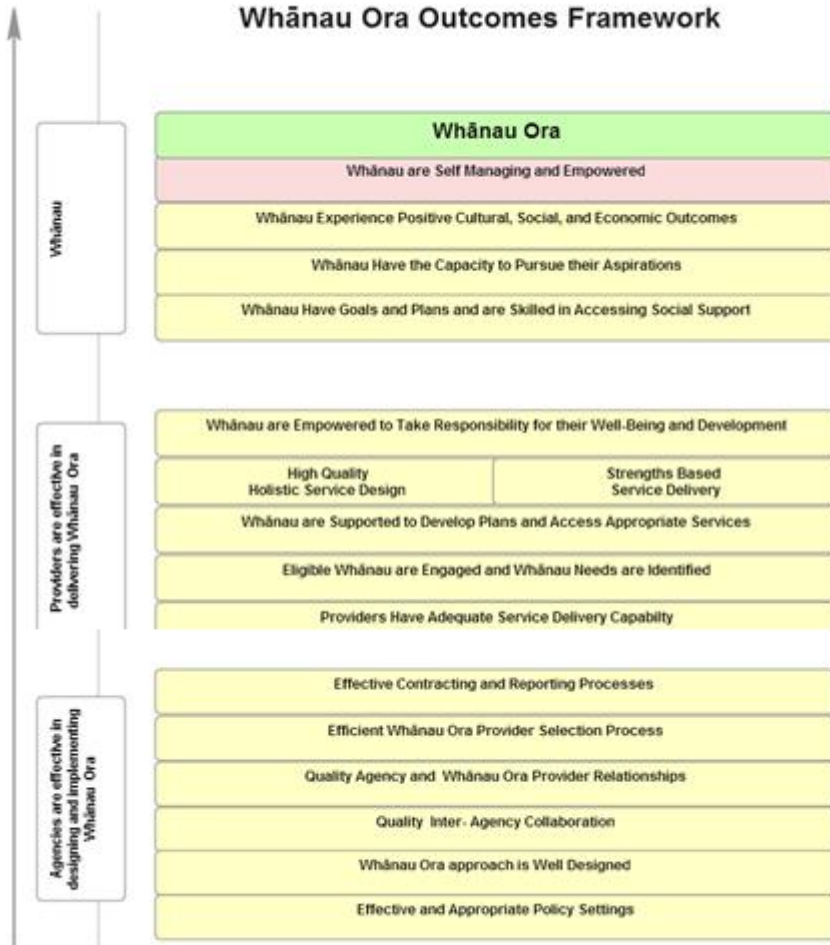 Whānau Ora Outcomes Framework
Whānau
Whānau Ora
Whānau are Self Managing and Empowered
Whānau Experience Positive Cultural, Social, and Economic Outcomes
Whānau Have the Capacity to Pursue their Aspirations
Whānau Have Goals and Plans and are Skilled in Accessing Social Support
Providers are effective in
delivering Whānau Ora
Whānau are Empowered to Take Responsibility for their Well-Being and Development
High Quality
Holistic Service Design
Strengths Based
Service Delivery
Whānau are Supported to Develop Plans and Access Appropriate Services
Eligible Whānau are Engaged and Whānau Needs are Identified
Providers Have Adequate Service Delivery Capabilty
Agencies are effective in
designing and implementing
Whānau Ora
Effective Contracting and Reporting Processes
Efficient Whānau Ora Provider Selection Process
Quality Agency and Whānau Ora Provider Relationships
Quality Inter- Agency Collaboration
Whānau Ora approach is Well Designed
Effective and Appropriate Policy Settings